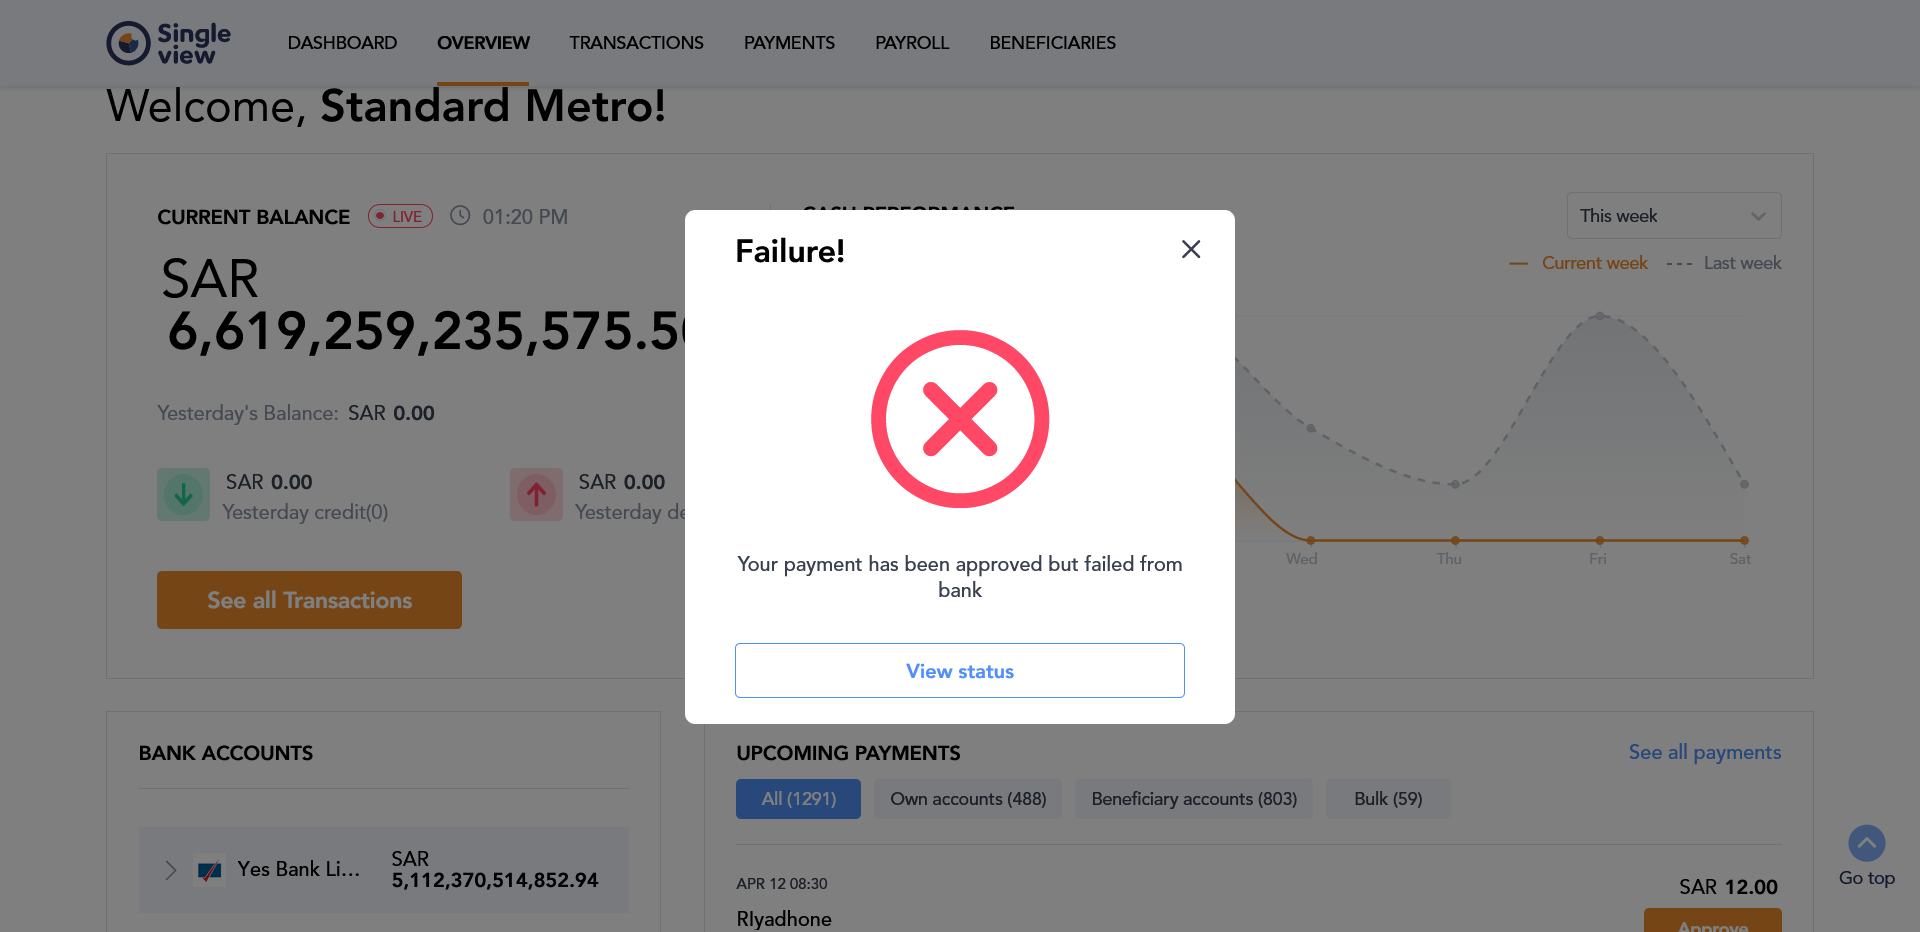 Single
view
DASHBOARD
OVERVIEW
TRANSACTIONS
PAYMENTS
PAYROLL
BENEFICIARIES
Welcome, Standard Metro!
CURRENT BALANCE
LIVE
01:20 PM
SAR
6,619,259,235,575.50
Yesterday's Balance: SAR 0.00
SAR 0.00
Yesterday credit(0)
SAR 0.00
Yesterday de
See all Transactions
CASH PERFORMANCE
This week
Current week
Last week
Wed
Thu
Fri
Sat
Failure!
Your payment has been approved but failed from
bank
View status
BANK ACCOUNTS
Yes Bank Li...
SAR
5,112,370,514,852.94
UPCOMING PAYMENTS
See all payments
All (1291)
Own accounts (488)
Beneficiary accounts (803)
Bulk (59)
APR 12 08:30
RIyadhone
SAR 12.00
Approve
Go top